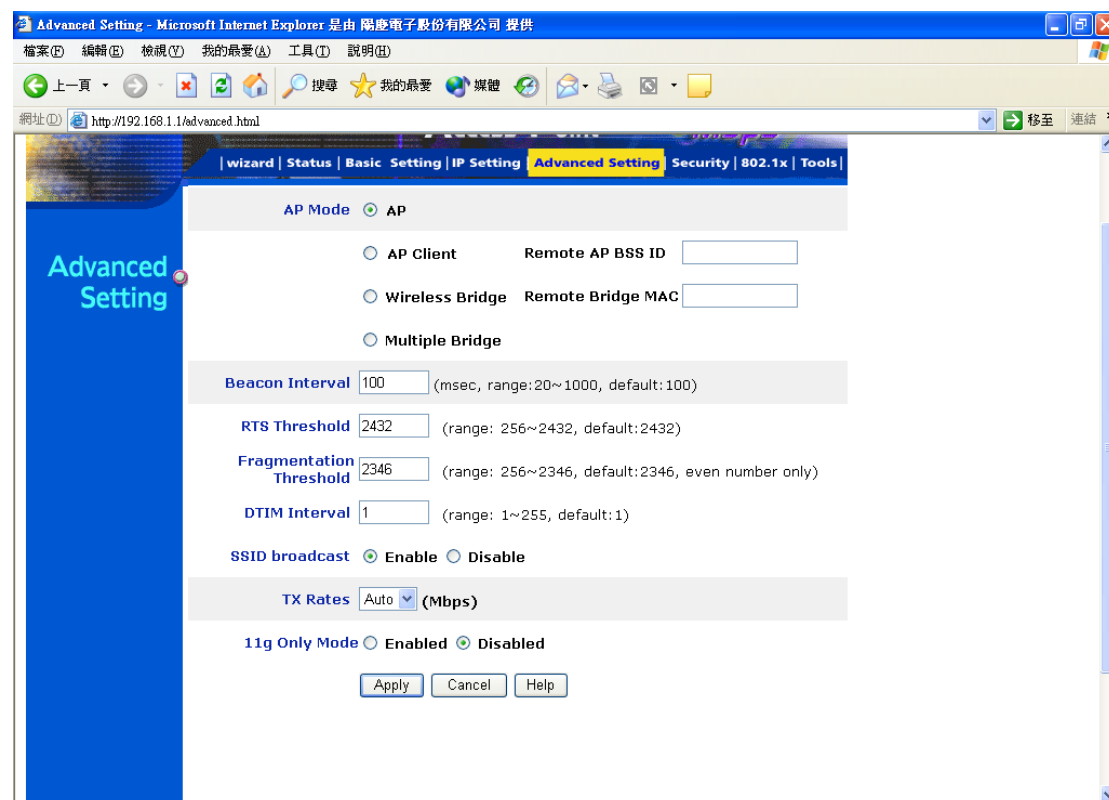 Advanced Setting - Microsoft Internet Explorer 是由 陽慶電子股份有限公司 提供
檔案(F) 編輯(E) 檢視(V) 我的最愛(A) 工具(T) 說明(H)
上一頁 搜尋 我的最愛 媒體
網址(D) http://192.168.1.1/advanced.html 移至 連結
| wizard | Status | Basic Setting | IP Setting | Advanced Setting | Security | 802.1x | Tools |
Advanced
Setting
AP Mode AP
AP Client Remote AP BSS ID
Wireless Bridge Remote Bridge MAC
Multiple Bridge
Beacon Interval 100 (msec, range:20~1000, default:100)
RTS Threshold 2432 (range: 256~2432, default:2432)
Fragmentation
Threshold 2346 (range: 256~2346, default:2346, even number only)
DTIM Interval 1 (range: 1~255, default:1)
SSID broadcast Enable Disable
TX Rates Auto (Mbps)
11g Only Mode Enabled Disabled
Apply Cancel Help